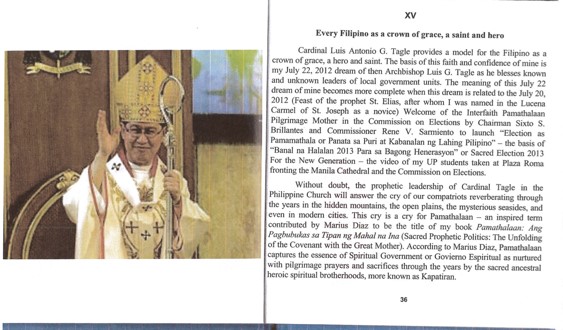 XV
Every Filipino as a crown of grace, a saint and hero
Cardinal Luis Antonio G. Tagle provides a model for the Filipino as a
crown of grace, a hero and saint. The basis of this faith and confidence of mine is
my July 22, 2012 dream of then Archbishop Luis G. Tagle as he blesses known
and unknown leaders of local government units. The meaning of this July 22
dream of mine becomes more complete when this dream is related to the July 20,
2012 (Feast of the prophet St. Elias, after whom I was named in the Lucena
Carmel of St. Joseph as a novice) Welcome of the Interfaith Pamathalaan
Pilgrimage Mother in the Commission on Elections by Chairman Sixto S.
Brillantes and Commissioner Rene V. Sarmiento to launch “Election as
Pamamathala or Panata sa Puri at Kabanalan ng Lahing Pilipino” – the basis of
“Banal na Halalan 2013 Para sa Bagong Henerasyon” or Sacred Election 2013
For the New Generation – the video of my UP students taken at Plaza Roma
fronting the Manila Cathedral and the Commission on Elections.
Without doubt, the prophetic leadership of Cardinal Tagle in the
Philippine Church will answer the cry of our compatriots reverberating through
the years in the hidden mountains, the open plains, the mysterious seasides, and
even in modern cities. This cry is a cry for Pamathalaan – an inspired term
contributed by Marius Diaz to be the title of my book Pamathalaan: Ang
Pagbubukas sa Tipan ng Mahal na Ina (Sacred Prophetic Politics: The Unfolding
of the Covenant with the Great Mother). According to Marius Diaz, Pamathalaan
captures the essence of Spiritual Government or Govierno Espiritual as nurtured
with pilgrimage prayers and sacrifices through the years by the sacred ancestral
heroic spiritual brotherhoods, more known as Kapatiran.
36